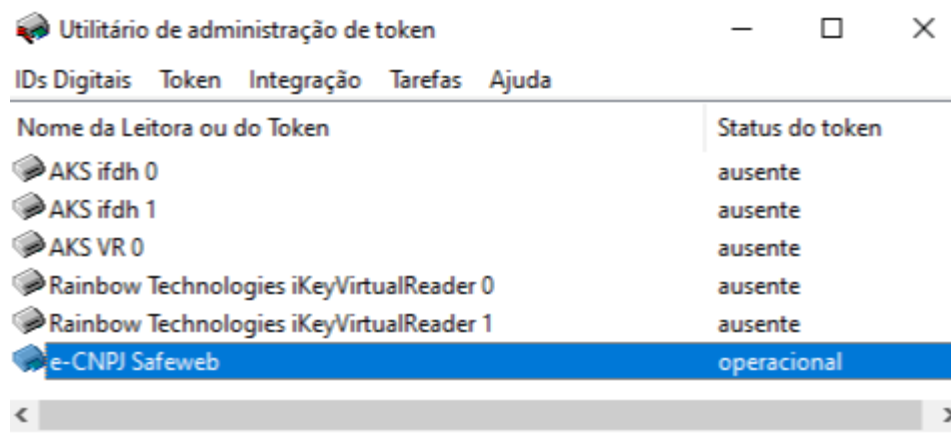 Utilitário de administração de token
IDs Digitais Token Integração Tarefas Ajuda
Nome da Leitora ou do Token Status do token
AKS ifdh 0 ausente
AKS ifdh 1 ausente
AKS VR 0 ausente
Rainbow Technologies iKeyVirtualReader 0 ausente
Rainbow Technologies iKeyVirtualReader 1 ausente
e-CNPJ Safeweb operacional